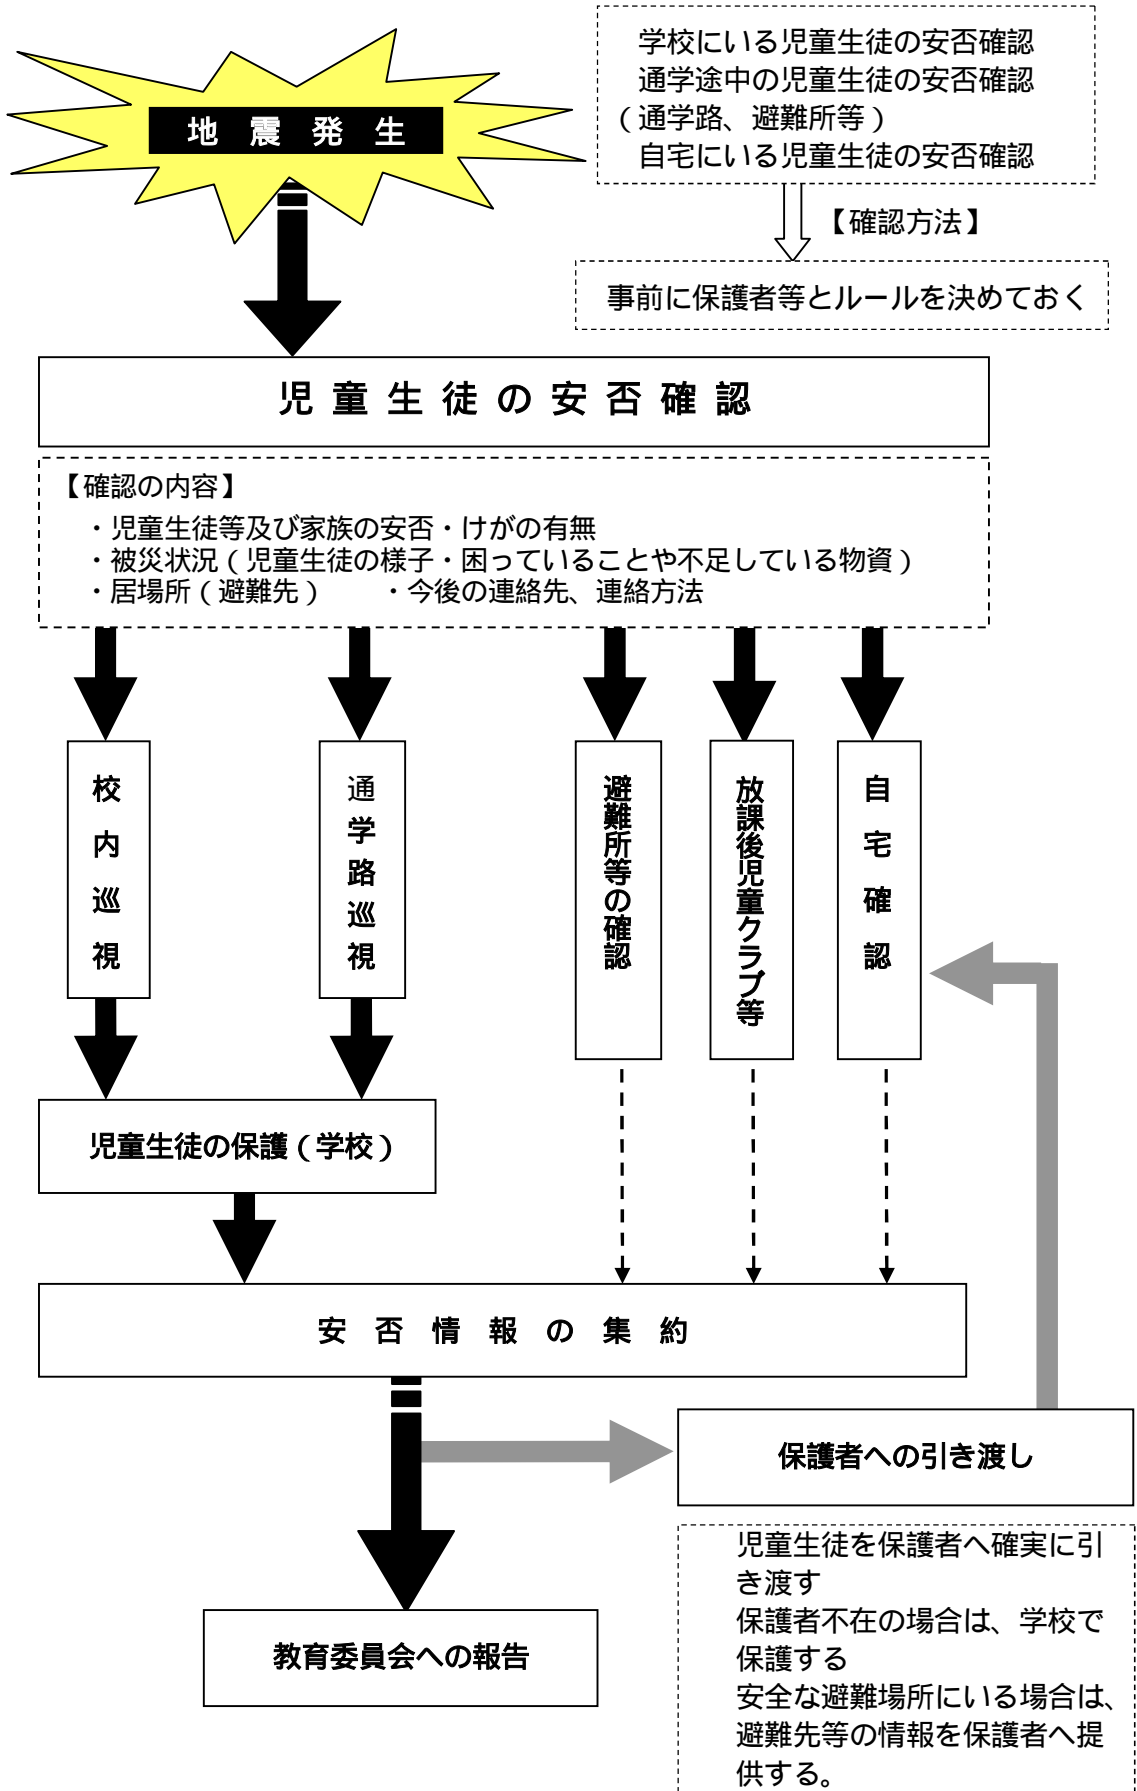 地震発生
学校にいる児童生徒の安否確認
通学途中の児童生徒の安否確認
（通学路、避難所等）
自宅にいる児童生徒の安否確認
【確認方法】
事前に保護者等とルールを決めておく
児童生徒の安否確認
【確認の内容】
・児童生徒等及び家族の安否・けがの有無
・被災状況（児童生徒の様子・困っていることや不足している物資）
・居場所（避難先）　・今後の連絡先、連絡方法
校内巡視
通学路巡視
避難所等の確認
放課後児童クラブ等
自宅確認
児童生徒の保護（学校）
安否情報の集約
保護者への引き渡し
児童生徒を保護者へ確実に引
き渡す
保護者不在の場合は、学校で
保護する
安全な避難場所にいる場合は、
避難先等の情報を保護者へ提
供する。
教育委員会への報告